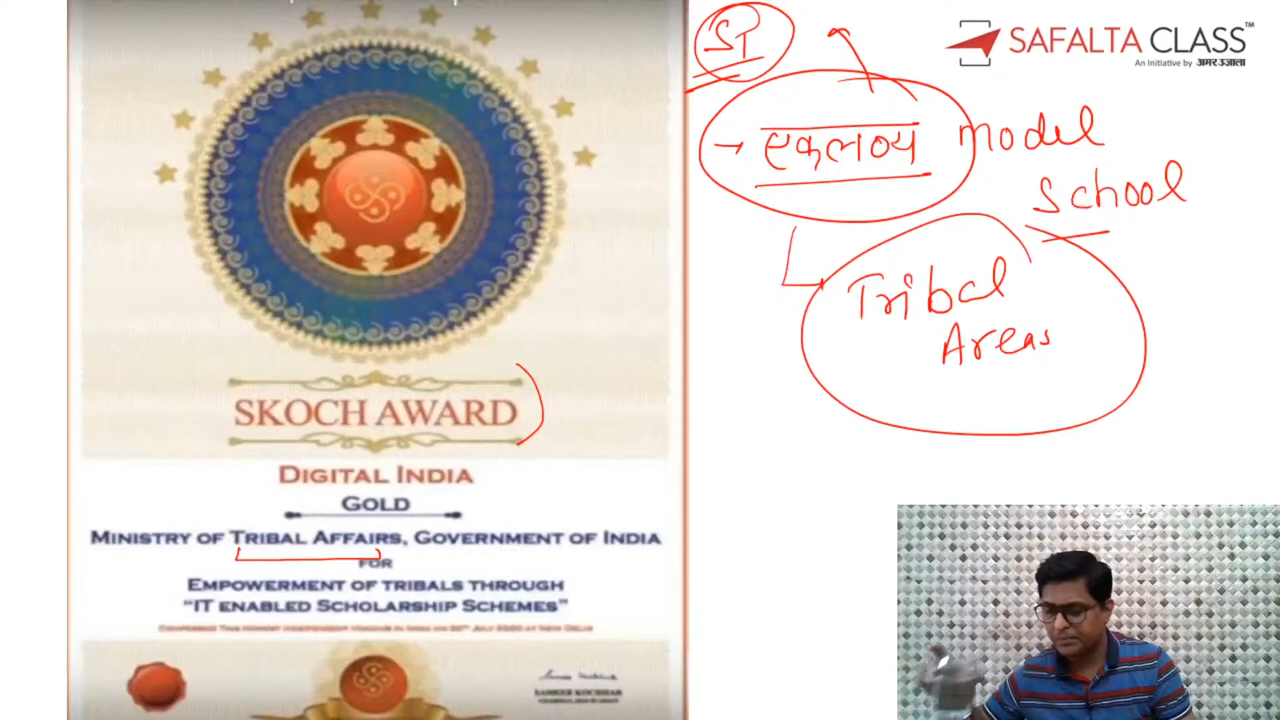 SKOCH AWARD
DIGITAL INDIA
GOLD
MINISTRY OF TRIBAL AFFAIRS, GOVERNMENT OF INDIA
FOR
EMPOWERMENT OF TRIBALS THROUGH
"IT ENABLED SCHOLARSHIP SCHEMES"
ST
→ एकलव्य model
School
Tribal
Areas
SAFALTA CLASS™
An Initiative by अमर उजाला